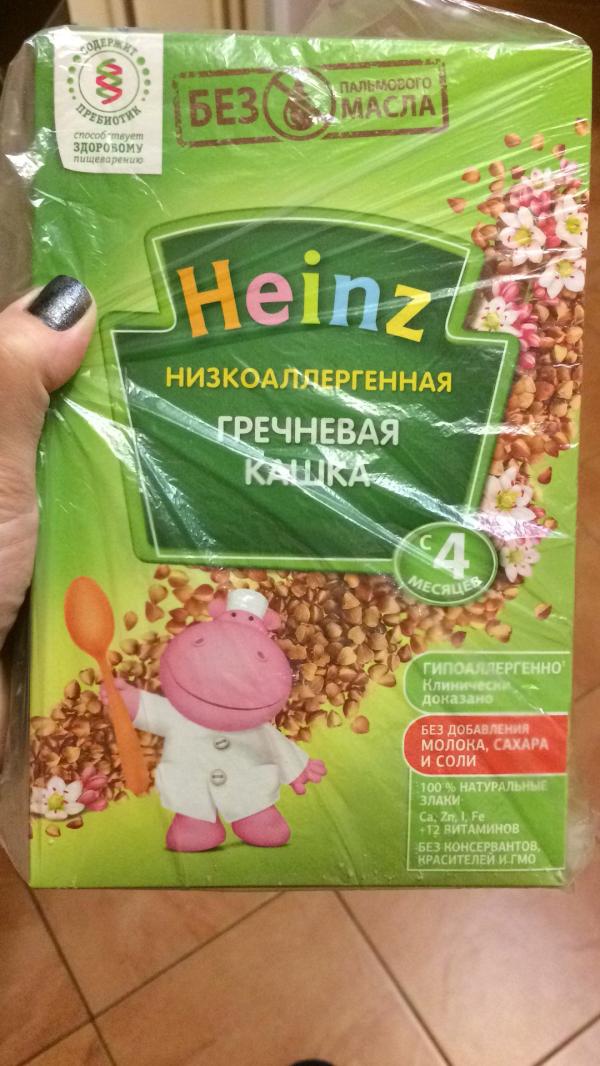 СОДЕРЖИТ
ПРЕБИОТИК
способствует
ЗДОРОВОМУ
пищеварению
БЕЗ ПАЛЬМОВОГО
МАСЛА
Heinz
НИЗКОАЛЛЕРГЕННАЯ
ГРЕЧНЕВАЯ
КАШКА
С 4
МЕСЯЦЕВ
ГИПОАЛЛЕРГЕННО
Клинически
доказано
БЕЗ ДОБАВЛЕНИЯ
МОЛОКА, САХАРА
И СОЛИ
100 % НАТУРАЛЬНЫЕ
ЗЛАКИ
Ca, Zn, I, Fe
+12 ВИТАМИНОВ
БЕЗ КОНСЕРВАНТОВ,
КРАСИТЕЛЕЙ И ГМО